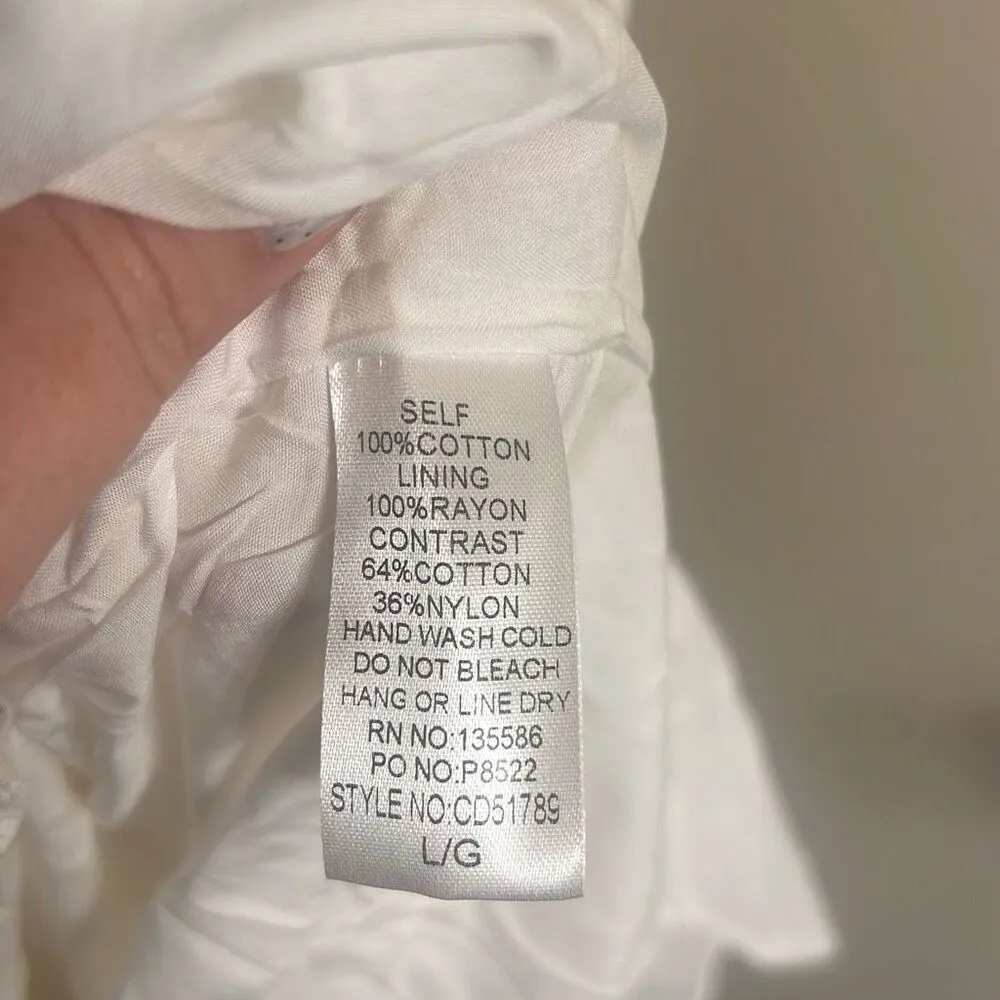 SELF
100%COTTON
LINING
100%RAYON
CONTRAST
64%COTTON
36%NYLON
HAND WASH COLD
DO NOT BLEACH
HANG OR LINE DRY
RN NO:135586
PO NO:P8522
STYLE NO:CD51789
L/G